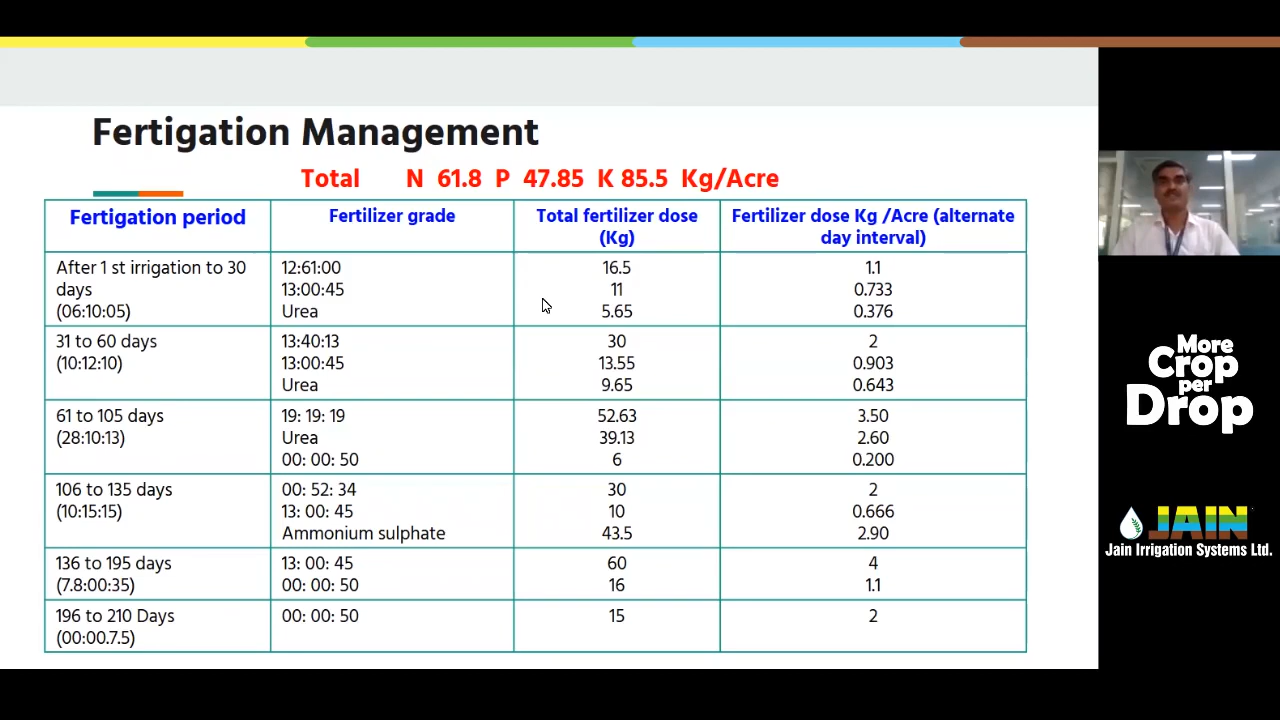 Fertigation Management
Total N 61.8 P 47.85 K 85.5 Kg/Acre
Fertigation period
Fertilizer grade
Total fertilizer dose
(Kg)
Fertilizer dose Kg /Acre (alternate
day interval)
After 1 st irrigation to 30
days
(06:10:05)
12:61:00
13:00:45
Urea
16.5
11
5.65
1.1
0.733
0.376
31 to 60 days
(10:12:10)
13:40:13
13:00:45
Urea
30
13.55
9.65
2
0.903
0.643
61 to 105 days
(28:10:13)
19: 19: 19
Urea
00: 00: 50
52.63
39.13
6
3.50
2.60
0.200
106 to 135 days
(10:15:15)
00: 52: 34
13: 00: 45
Ammonium sulphate
30
10
43.5
2
0.666
2.90
136 to 195 days
(7.8:00:35)
13: 00: 45
00: 00: 50
60
16
4
1.1
196 to 210 Days
(00:00.7.5)
00: 00: 50
15
2
More
Crop
per
Drop
JAIN
Jain Irrigation Systems Ltd.